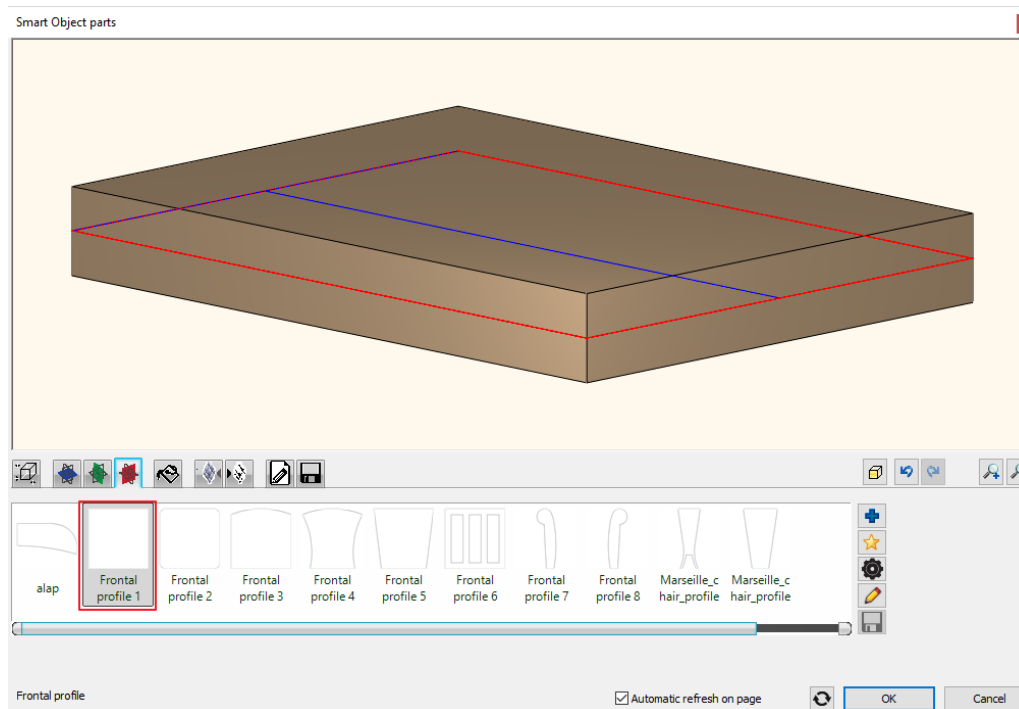 Smart Object parts
alap
Frontal
profile 1
Frontal
profile 2
Frontal
profile 3
Frontal
profile 4
Frontal
profile 5
Frontal
profile 6
Frontal
profile 7
Frontal
profile 8
Marseille_c
hair_profile
Marseille_c
hair_profile
Frontal profile
Automatic refresh on page
OK
Cancel